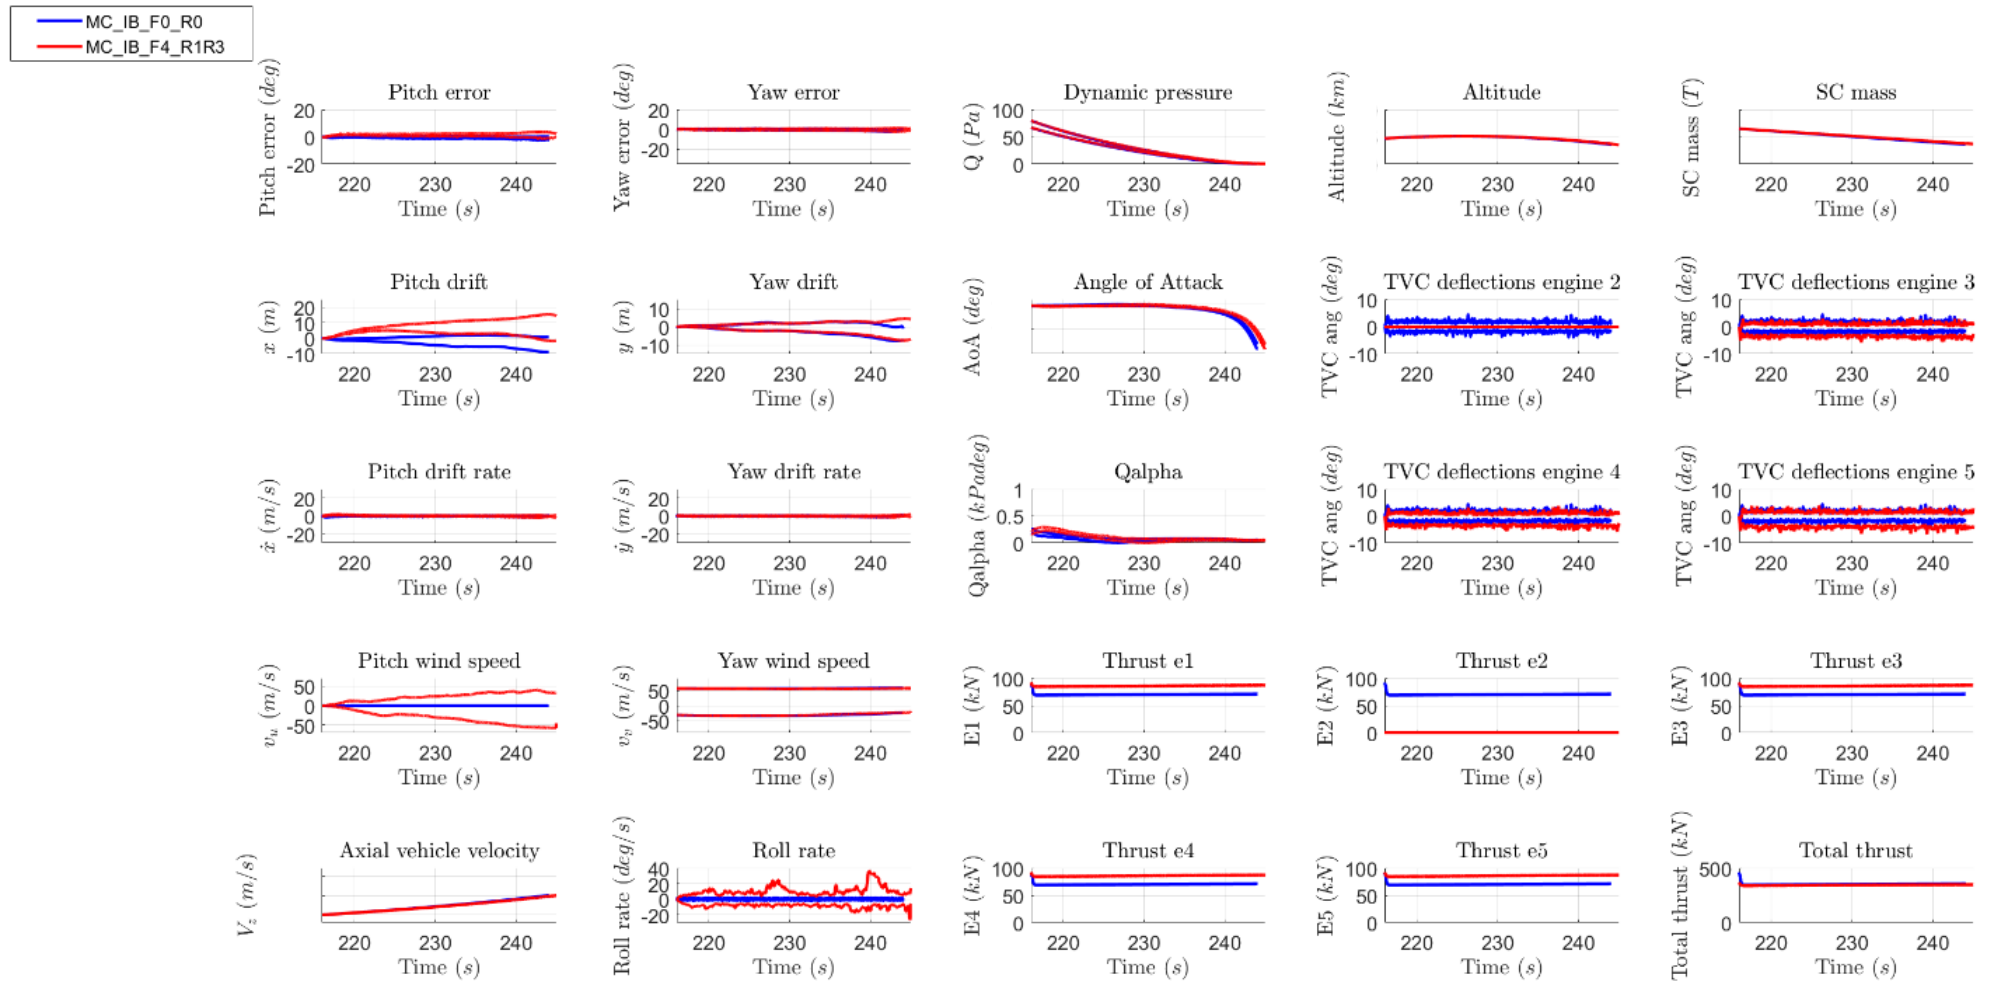 MC_IB_F0_R0
MC_IB_F4_R1R3
Pitch error
Pitch error (deg)
20
0
-20
220 230 240
Time (s)
Yaw error
Yaw error (deg)
20
0
-20
220 230 240
Time (s)
Dynamic pressure
Q (Pa)
100
50
0
220 230 240
Time (s)
Altitude
Altitude (km)
220 230 240
Time (s)
SC mass
SC mass (T)
220 230 240
Time (s)
Pitch drift
x (m)
20
10
0
-10
220 230 240
Time (s)
Yaw drift
y (m)
10
0
-10
220 230 240
Time (s)
Angle of Attack
AoA (deg)
220 230 240
Time (s)
TVC deflections engine 2
TVC ang (deg)
10
0
-10
220 230 240
Time (s)
TVC deflections engine 3
TVC ang (deg)
10
0
-10
220 230 240
Time (s)
Pitch drift rate
ẋ (m/s)
20
0
-20
220 230 240
Time (s)
Yaw drift rate
ẏ (m/s)
20
0
-20
220 230 240
Time (s)
Qalpha
Qalpha (kPadeg)
1
0.5
0
220 230 240
Time (s)
TVC deflections engine 4
TVC ang (deg)
10
0
-10
220 230 240
Time (s)
TVC deflections engine 5
TVC ang (deg)
10
0
-10
220 230 240
Time (s)
Pitch wind speed
v_u (m/s)
50
0
-50
220 230 240
Time (s)
Yaw wind speed
v_v (m/s)
50
0
-50
220 230 240
Time (s)
Thrust e1
E1 (kN)
100
50
0
220 230 240
Time (s)
Thrust e2
E2 (kN)
100
50
0
220 230 240
Time (s)
Thrust e3
E3 (kN)
100
50
0
220 230 240
Time (s)
Axial vehicle velocity
V_z (m/s)
220 230 240
Time (s)
Roll rate
Roll rate (deg/s)
40
20
0
-20
220 230 240
Time (s)
Thrust e4
E4 (kN)
100
50
0
220 230 240
Time (s)
Thrust e5
E5 (kN)
100
50
0
220 230 240
Time (s)
Total thrust
Total thrust (kN)
500
0
220 230 240
Time (s)